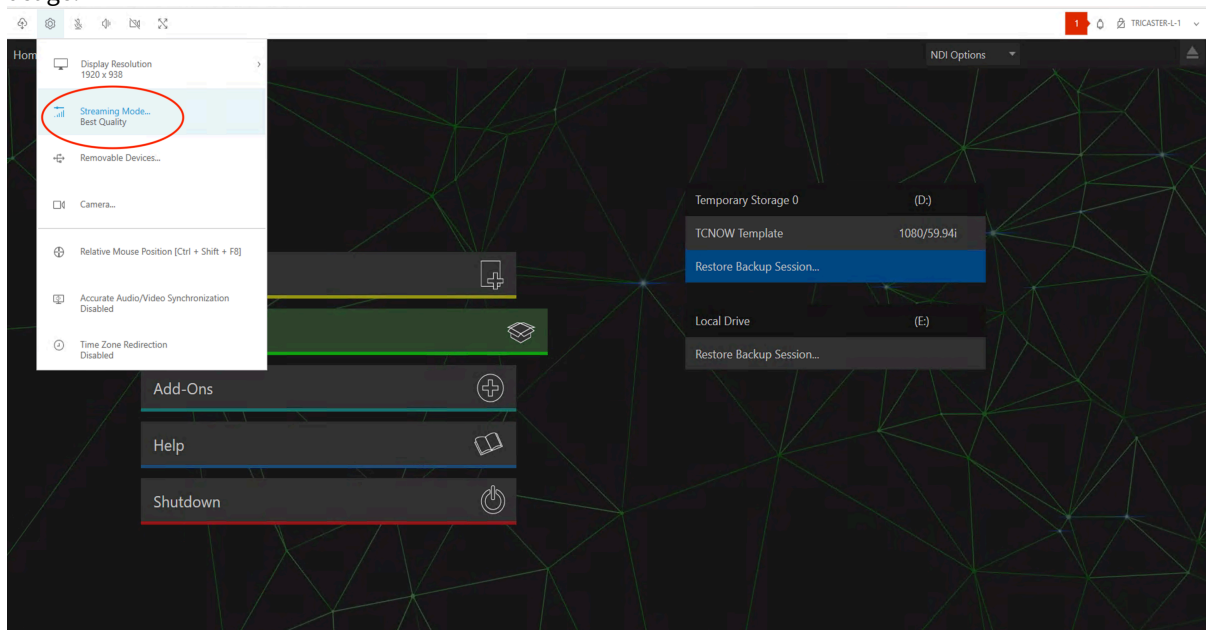 1
TRICASTER-L-1
Hom
NDI Options
Display Resolution
1920 x 938
Streaming Mode...
Best Quality
Removable Devices...
Camera...
Relative Mouse Position [Ctrl + Shift + F8]
Accurate Audio/Video Synchronization
Disabled
Time Zone Redirection
Disabled
Add-Ons
Help
Shutdown
Temporary Storage 0 (D:)
TCNOW Template 1080/59.94i
Restore Backup Session...
Local Drive (E:)
Restore Backup Session...